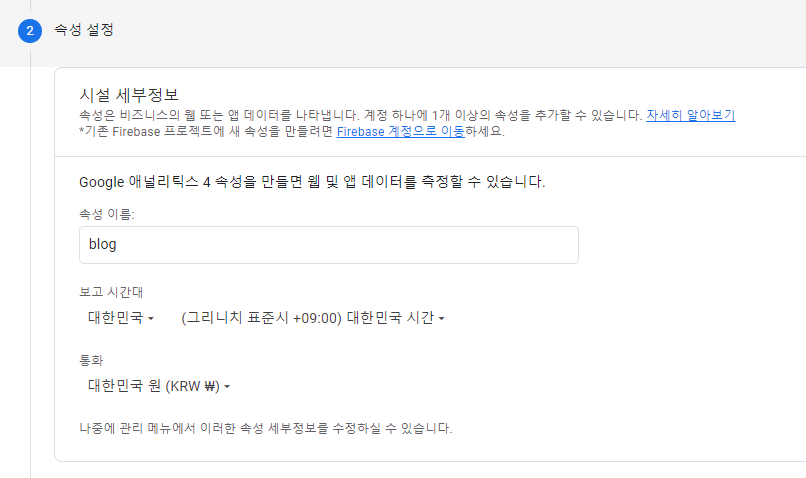 2 속성 설정
시설 세부정보
속성은 비즈니스의 웹 또는 앱 데이터를 나타냅니다. 계정 하나에 1개 이상의 속성을 추가할 수 있습니다. 자세히 알아보기
*기존 Firebase 프로젝트에 새 속성을 만들려면 Firebase 계정으로 이동하세요.
Google 애널리틱스 4 속성을 만들면 웹 및 앱 데이터를 측정할 수 있습니다.
속성 이름:
blog
보고 시간대
대한민국 (그리니치 표준시 +09:00) 대한민국 시간
통화
대한민국 원 (KRW ₩)
나중에 관리 메뉴에서 이러한 속성 세부정보를 수정하실 수 있습니다.